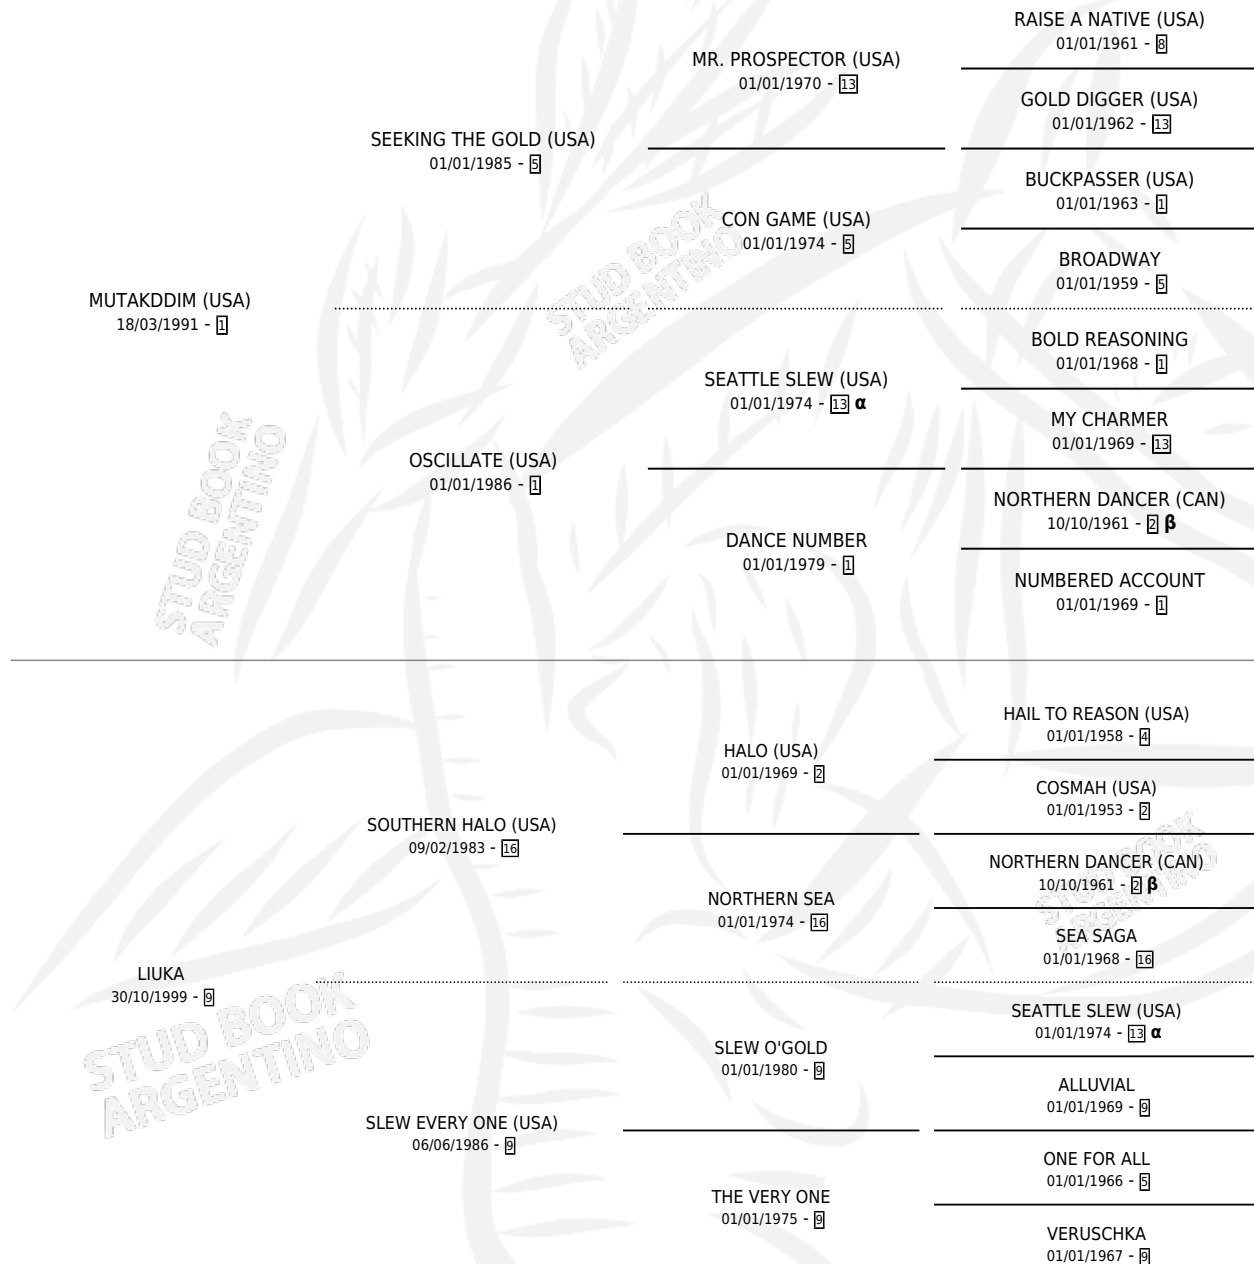 RAISE A NATIVE (USA)
01/01/1961 - 8
MR. PROSPECTOR (USA)
01/01/1970 - 13
GOLD DIGGER (USA)
01/01/1962 - 13
SEEKING THE GOLD (USA)
01/01/1985 - 5
BUCKPASSER (USA)
01/01/1963 - 1
CON GAME (USA)
01/01/1974 - 5
BROADWAY
01/01/1959 - 5
MUTAKDDIM (USA)
18/03/1991 - 1
BOLD REASONING
01/01/1968 - 1
SEATTLE SLEW (USA)
01/01/1974 - 13 α
MY CHARMER
01/01/1969 - 13
OSCILLATE (USA)
01/01/1986 - 1
NORTHERN DANCER (CAN)
10/10/1961 - 2 β
DANCE NUMBER
01/01/1979 - 1
NUMBERED ACCOUNT
01/01/1969 - 1
HAIL TO REASON (USA)
01/01/1958 - 4
HALO (USA)
01/01/1969 - 2
COSMAH (USA)
01/01/1953 - 2
SOUTHERN HALO (USA)
09/02/1983 - 16
NORTHERN DANCER (CAN)
10/10/1961 - 2 β
NORTHERN SEA
01/01/1974 - 16
SEA SAGA
01/01/1968 - 16
LIUKA
30/10/1999 - 9
SEATTLE SLEW (USA)
01/01/1974 - 13 α
SLEW O'GOLD
01/01/1980 - 9
ALLUVIAL
01/01/1969 - 9
SLEW EVERY ONE (USA)
06/06/1986 - 9
ONE FOR ALL
01/01/1966 - 5
THE VERY ONE
01/01/1975 - 9
VERUSCHKA
01/01/1967 - 9
STUD BOOK
ARGENTINO
STUD BOOK
ARGENTINO
STUD BOOK
ARGENTINO
STUD BOOK
ARGENTINO